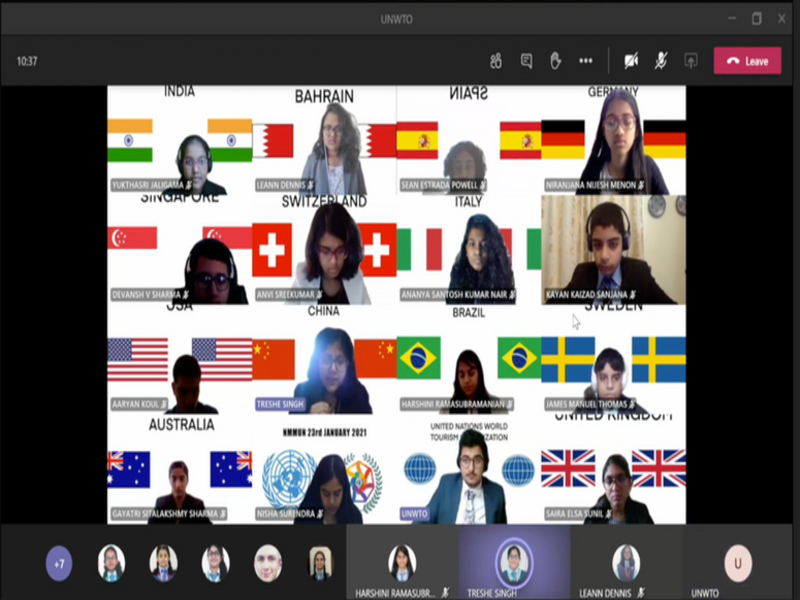 UNWTO
10:37
Leave
INDIA
BAHRAIN
SPAIN
GERMANY
YUKTHASRI JALIGAMA
LEANN DENNIS
SEAN ESTRADA POWELL
NIRANJANA NIJESH MENON
SINGAPORE
SWITZERLAND
ITALY
DEVANSH V SHARMA
ANVI SREEKUMAR
ANANYA SANTOSH KUMAR NAIR
KAYAN KAIZAD SANJANA
USA
CHINA
BRAZIL
SWEDEN
AARYAN KOUL
TRESHE SINGH
HARSHINI RAMASUBRAMANIAN
JAMES MANUEL THOMAS
AUSTRALIA
NMMUN 23rd JANUARY 2021
UNITED NATIONS WORLD
TOURISM ORGANIZATION
UNITED KINGDOM
GAYATRI SITALAKSHMY SHARMA
NISHA SURENDRA
UNWTO
SAIRA ELSA SUNIL
+7
U
HARSHINI RAMASUBR...
TRESHE SINGH
LEANN DENNIS
UNWTO